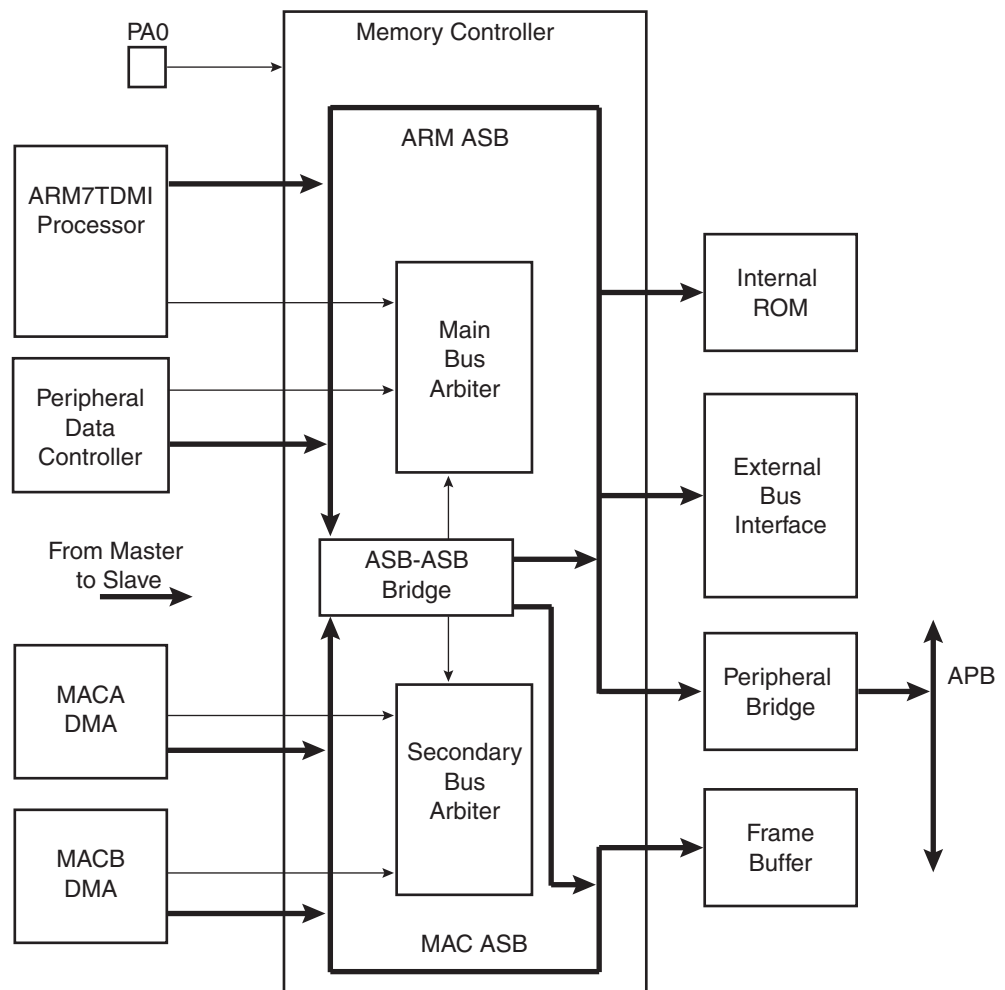 PA0
Memory Controller
ARM ASB
ARM7TDMI
Processor
Internal
ROM
Main
Bus
Arbiter
Peripheral
Data
Controller
External
Bus
Interface
From Master
to Slave
ASB-ASB
Bridge
MACA
DMA
Peripheral
Bridge
APB
Secondary
Bus
Arbiter
MACB
DMA
Frame
Buffer
MAC ASB